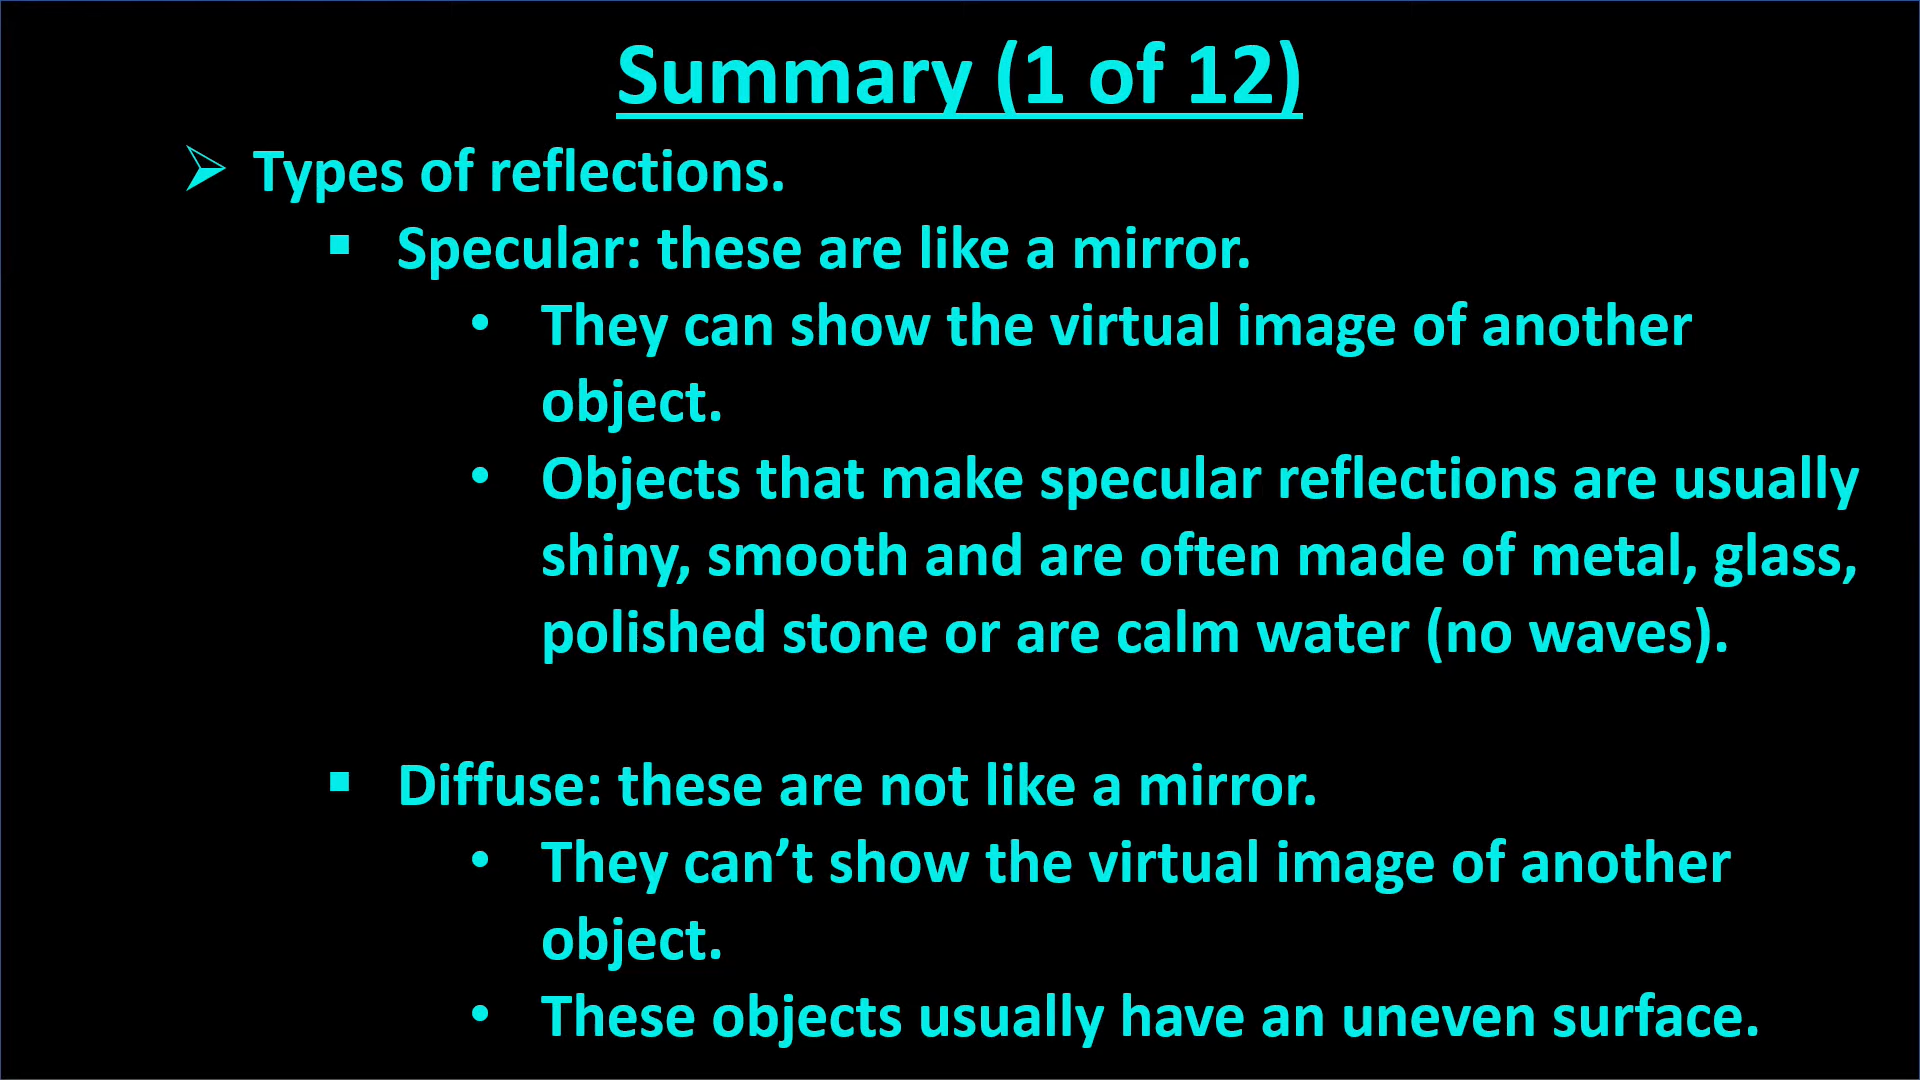 Summary (1 of 12)
➢ Types of reflections.
▪ Specular: these are like a mirror.
• They can show the virtual image of another
object.
• Objects that make specular reflections are usually
shiny, smooth and are often made of metal, glass,
polished stone or are calm water (no waves).
▪ Diffuse: these are not like a mirror.
• They can’t show the virtual image of another
object.
• These objects usually have an uneven surface.